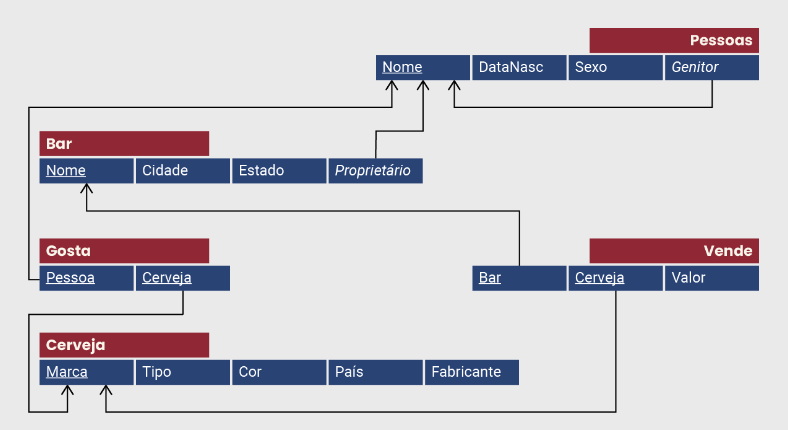 Pessoas
Nome DataNasc Sexo Genitor
Bar
Nome Cidade Estado Proprietário
Gosta
Pessoa Cerveja
Vende
Bar Cerveja Valor
Cerveja
Marca Tipo Cor País Fabricante